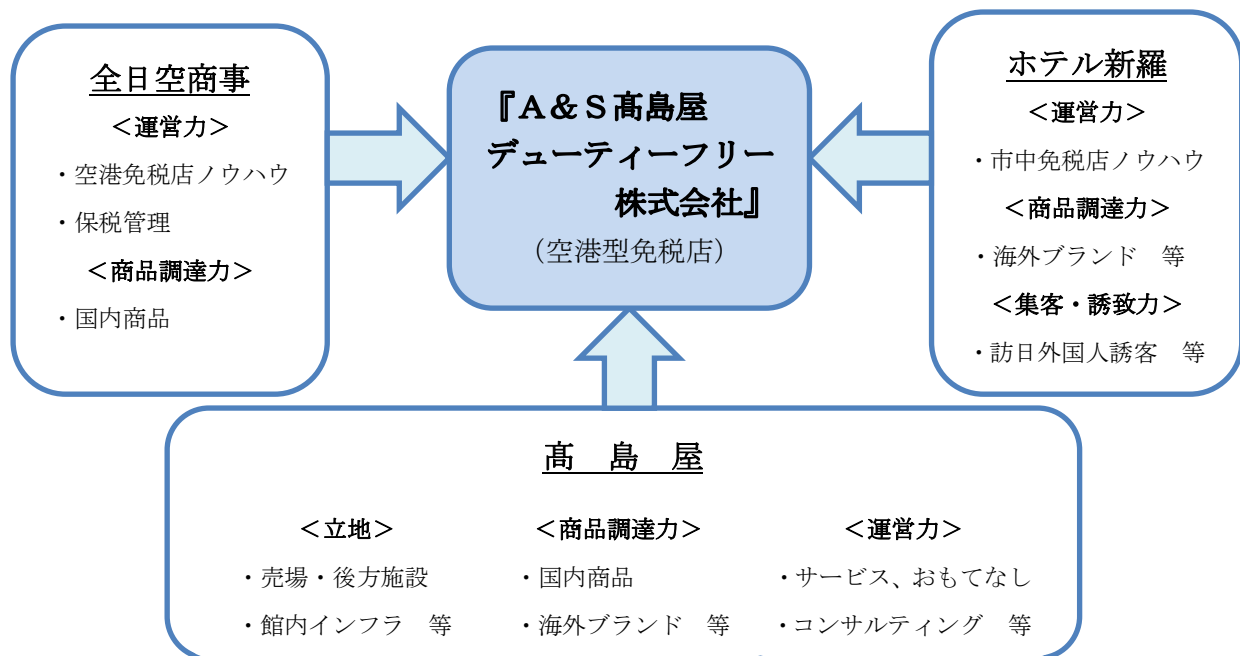 全日空商事
＜運営力＞
・空港免税店ノウハウ
・保税管理
＜商品調達力＞
・国内商品
『Ａ＆Ｓ髙島屋
デューティーフリー
株式会社』
（空港型免税店）
ホテル新羅
＜運営力＞
・市中免税店ノウハウ
＜商品調達力＞
・海外ブランド　等
＜集客・誘致力＞
・訪日外国人誘客　等
髙　島　屋
＜立地＞
・売場・後方施設
・館内インフラ　等
＜商品調達力＞
・国内商品
・海外ブランド　等
＜運営力＞
・サービス、おもてなし
・コンサルティング　等